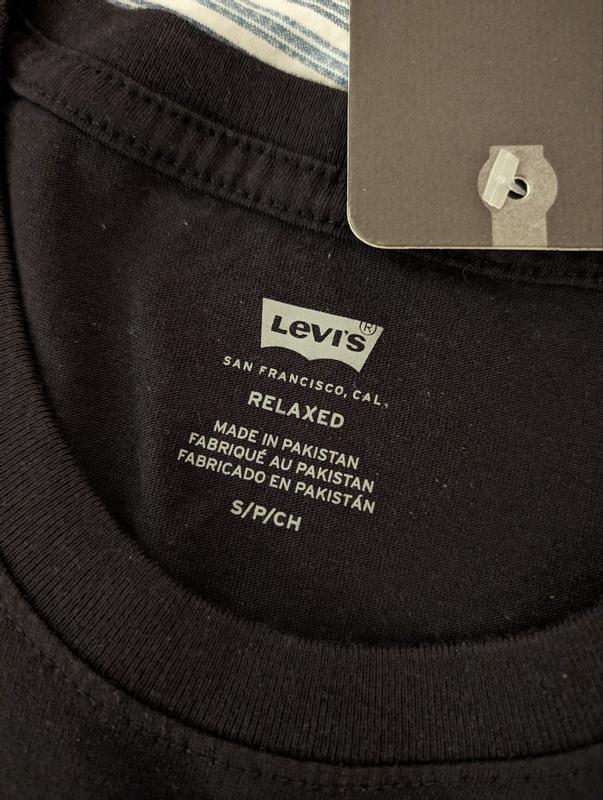 Levi's®
SAN FRANCISCO, CAL.
RELAXED
MADE IN PAKISTAN
FABRIQUÉ AU PAKISTAN
FABRICADO EN PAKISTÁN
S/P/CH